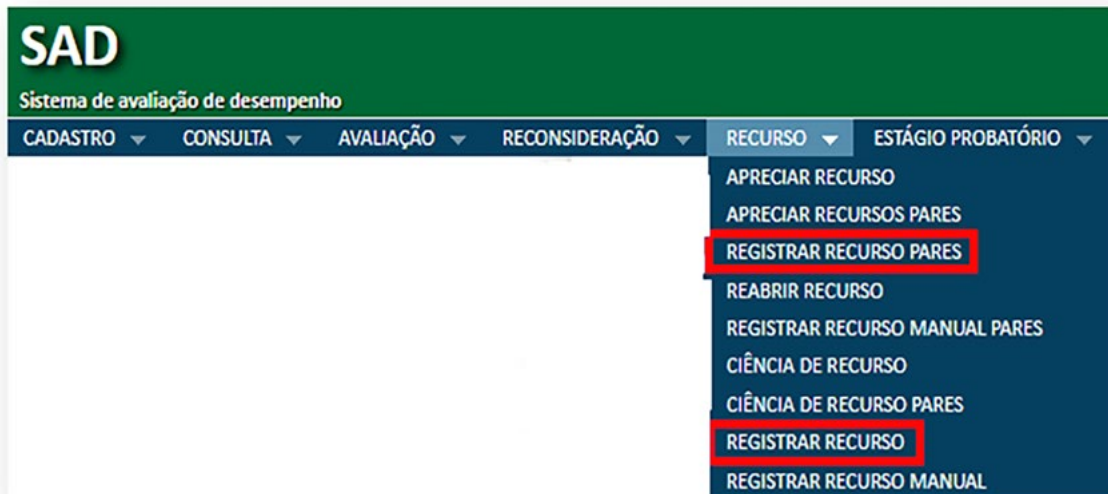 SAD
Sistema de avaliação de desempenho
CADASTRO CONSULTA AVALIAÇÃO RECONSIDERAÇÃO RECURSO ESTÁGIO PROBATÓRIO
APRECIAR RECURSO
APRECIAR RECURSOS PARES
REGISTRAR RECURSO PARES
REABRIR RECURSO
REGISTRAR RECURSO MANUAL PARES
CIÊNCIA DE RECURSO
CIÊNCIA DE RECURSO PARES
REGISTRAR RECURSO
REGISTRAR RECURSO MANUAL